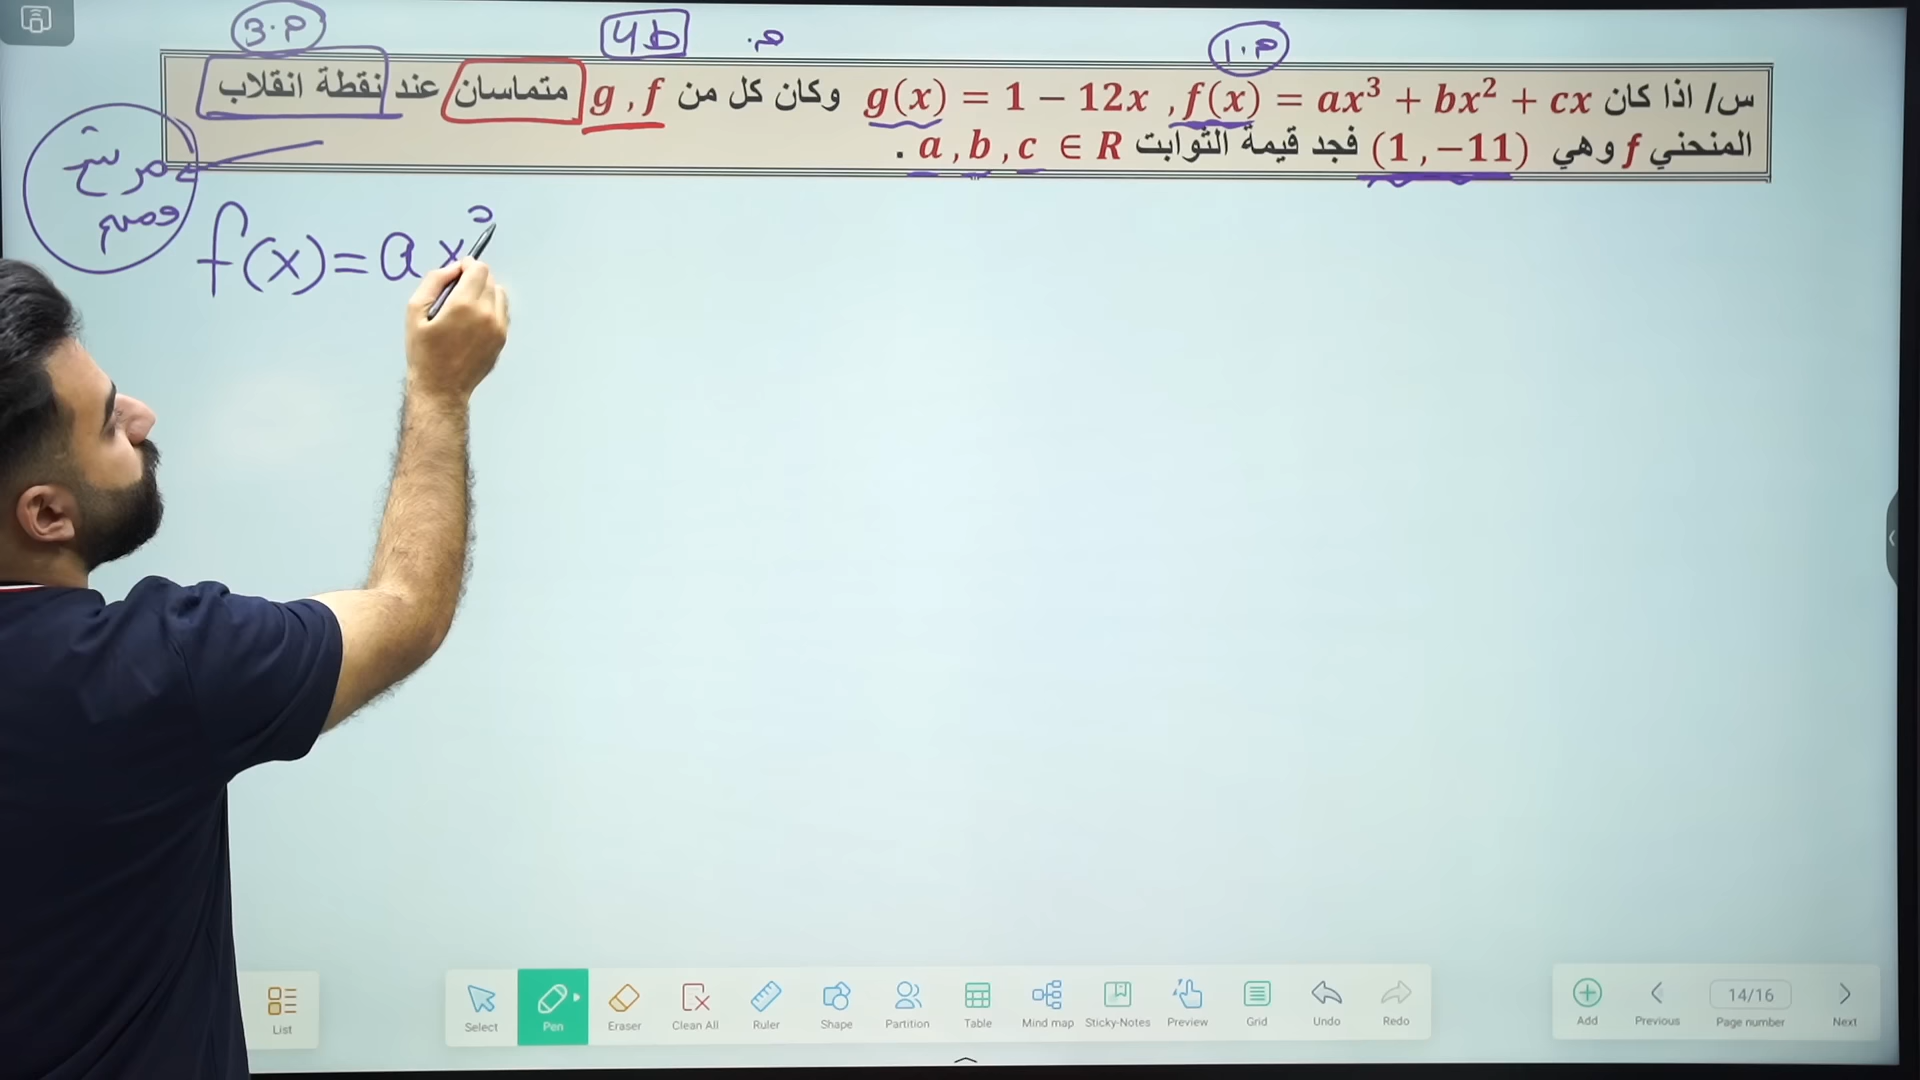 3.م
4b
م.
1.م
س/ اذا كان f(x) = ax³ + bx² + cx , g(x) = 1 − 12x وكان كل من g , f متماسان عند نقطة انقلاب
المنحني f وهي (1 , −11) فجد قيمة الثوابت a , b , c ∈ R .
f(x)=ax
List
Select
Pen
Eraser
Clean All
Ruler
Shape
Partition
Table
Mind map
Sticky-Notes
Preview
Grid
Undo
Redo
Add
Previous
14/16
Page number
Next